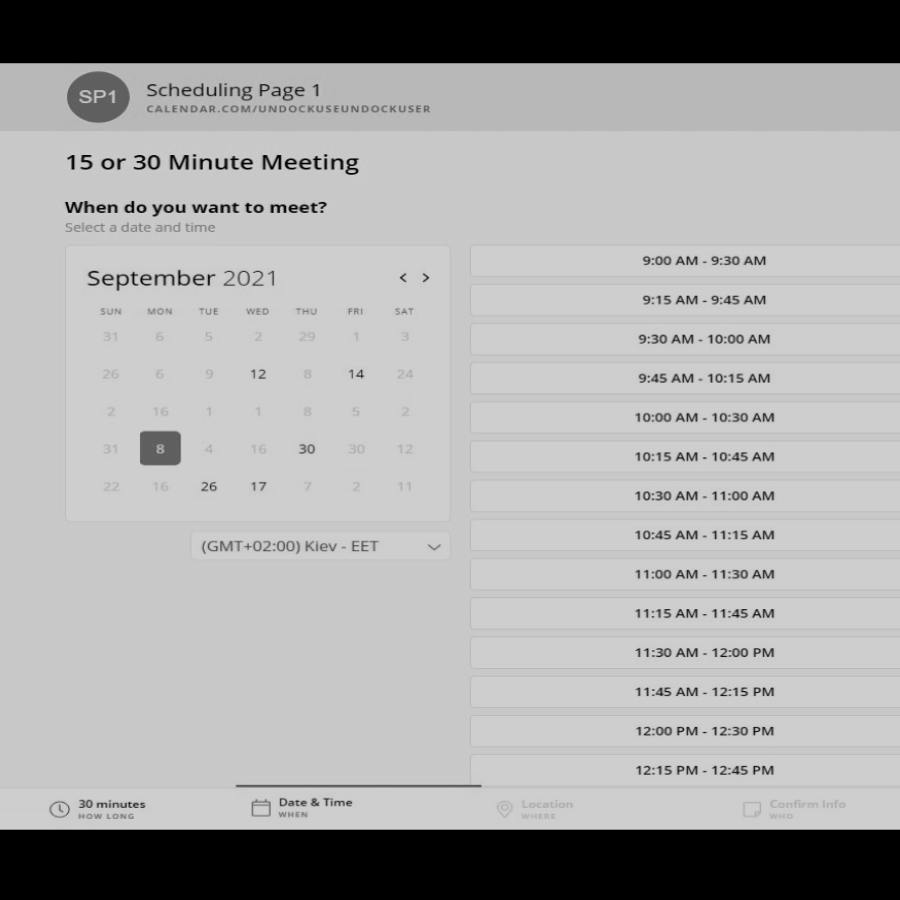 SP1
Scheduling Page 1
CALENDAR.COM/UNDOCKUSEUNDOCKUSER
15 or 30 Minute Meeting
When do you want to meet?
Select a date and time
September 2021 < >
SUN MON TUE WED THU FRI SAT
31 6 5 2 29 1 3
26 6 9 12 8 14 24
2 16 1 1 8 5 2
31 8 4 16 30 30 12
22 16 26 17 7 2 11
(GMT+02:00) Kiev - EET
9:00 AM - 9:30 AM
9:15 AM - 9:45 AM
9:30 AM - 10:00 AM
9:45 AM - 10:15 AM
10:00 AM - 10:30 AM
10:15 AM - 10:45 AM
10:30 AM - 11:00 AM
10:45 AM - 11:15 AM
11:00 AM - 11:30 AM
11:15 AM - 11:45 AM
11:30 AM - 12:00 PM
11:45 AM - 12:15 PM
12:00 PM - 12:30 PM
12:15 PM - 12:45 PM
30 minutes
HOW LONG
Date & Time
WHEN
Location
WHERE
Confirm Info
WHO